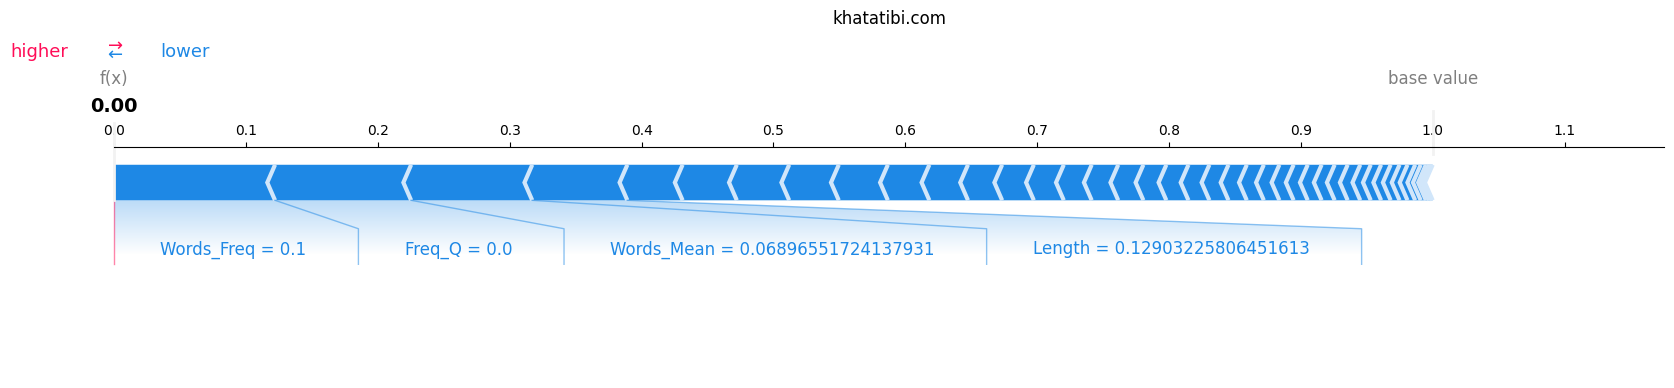 khatatibi.com
higher ⇄ lower
f(x) base value
0.00
0.0 0.1 0.2 0.3 0.4 0.5 0.6 0.7 0.8 0.9 1.0 1.1
Words_Freq = 0.1 Freq_Q = 0.0 Words_Mean = 0.06896551724137931 Length = 0.12903225806451613